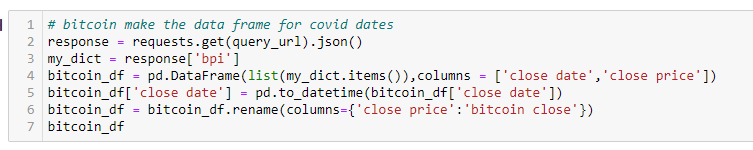 1 # bitcoin make the data frame for covid dates
2 response = requests.get(query_url).json()
3 my_dict = response['bpi']
4 bitcoin_df = pd.DataFrame(list(my_dict.items()),columns = ['close date','close price'])
5 bitcoin_df['close date'] = pd.to_datetime(bitcoin_df['close date'])
6 bitcoin_df = bitcoin_df.rename(columns={'close price':'bitcoin close'})
7 bitcoin_df